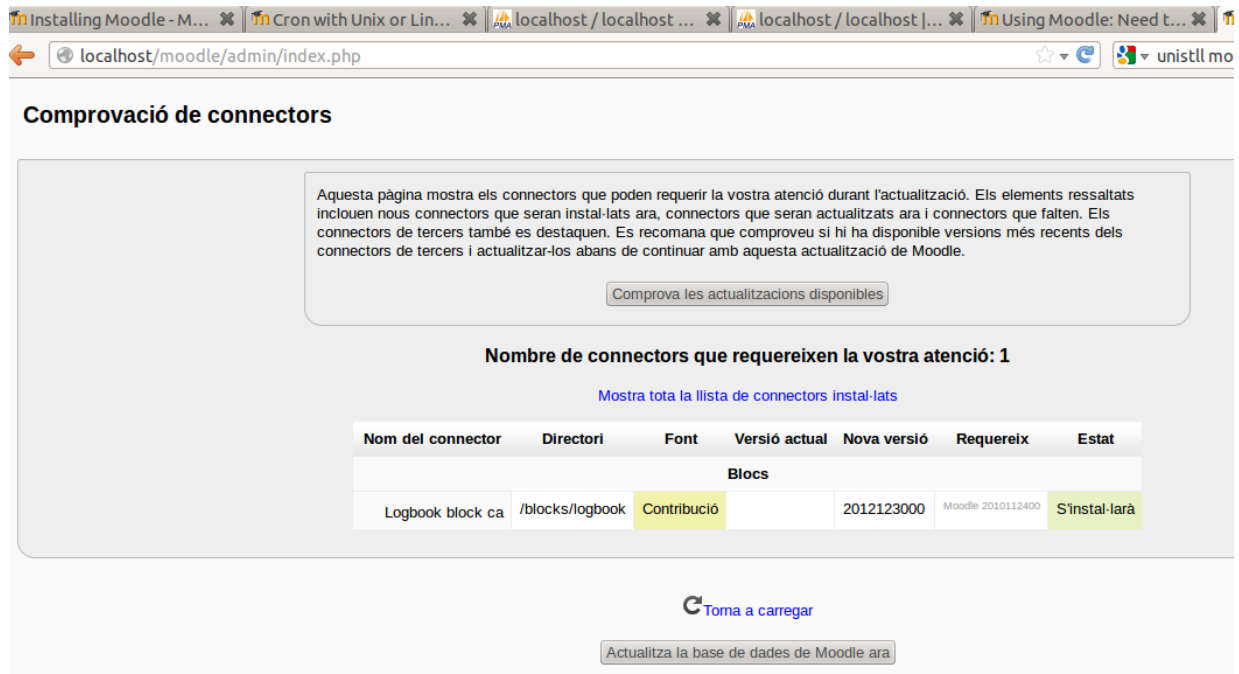 Installing Moodle - M... Cron with Unix or Lin... localhost / localhost ... localhost / localhost |... Using Moodle: Need t...
localhost/moodle/admin/index.php unistll mo
Comprovació de connectors
Aquesta pàgina mostra els connectors que poden requerir la vostra atenció durant l'actualització. Els elements ressaltats
inclouen nous connectors que seran instal·lats ara, connectors que seran actualitzats ara i connectors que falten. Els
connectors de tercers també es destaquen. Es recomana que comproveu si hi ha disponible versions més recents dels
connectors de tercers i actualitzar-los abans de continuar amb aquesta actualització de Moodle.
Comprova les actualitzacions disponibles
Nombre de connectors que requereixen la vostra atenció: 1
Mostra tota la llista de connectors instal·lats
Nom del connector Directori Font Versió actual Nova versió Requereix Estat
Blocs
Logbook block ca /blocks/logbook Contribució 2012123000 Moodle 2010112400 S'instal·larà
Torna a carregar
Actualitza la base de dades de Moodle ara